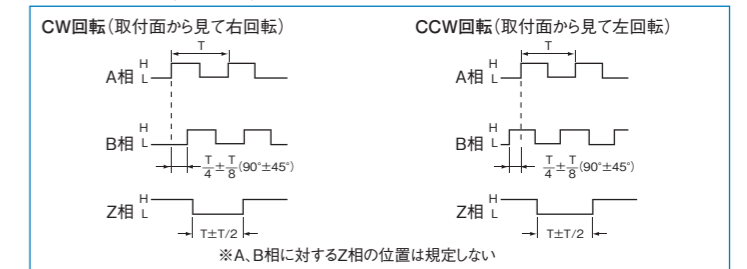 CW回転(取付面から見て右回転)
T
A相 H L
B相 H L
T/4±T/8(90°±45°)
Z相 H L
T±T/2
CCW回転(取付面から見て左回転)
T
A相 H L
B相 H L
T/4±T/8(90°±45°)
Z相 H L
T±T/2
※A、B相に対するZ相の位置は規定しない